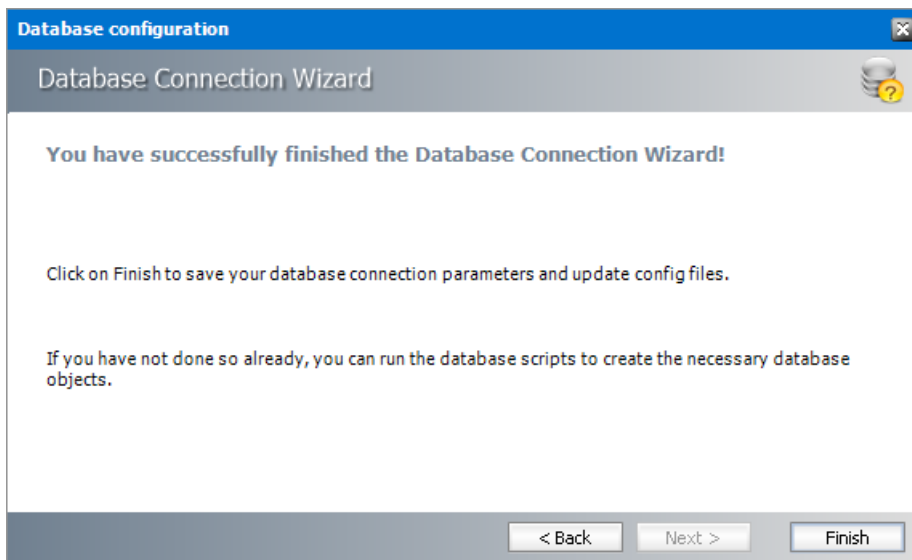 Database configuration
Database Connection Wizard
You have successfully finished the Database Connection Wizard!
Click on Finish to save your database connection parameters and update config files.
If you have not done so already, you can run the database scripts to create the necessary database
objects.
< Back Next > Finish